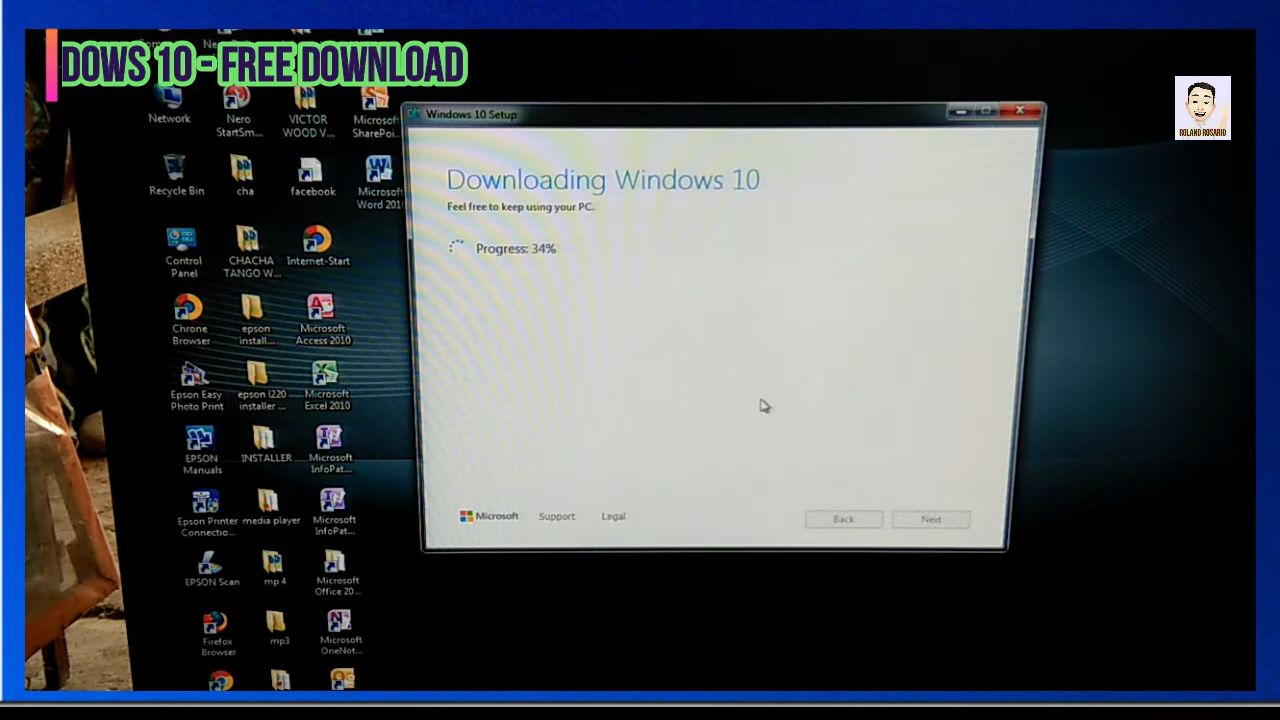 DOWS 10 - FREE DOWNLOAD
ROLAND ROSARIO
Network
Nero
StartSm...
VICTOR
WOOD V...
Microsoft
SharePoi...
Recycle Bin
cha
facebook
Microsoft
Word 201
Control
Panel
CHACHA
TANGO W...
Internet-Start
Chrome
Browser
epson
install...
Microsoft
Access 2010
Epson Easy
Photo Print
epson l220
installer ...
Microsoft
Excel 2010
EPSON
Manuals
INSTALLER
Microsoft
InfoPat...
Epson Printer
Connectio...
media player
Microsoft
InfoPat...
EPSON Scan
mp 4
Microsoft
Office 20...
Firefox
Browser
mp3
Microsoft
OneNot...
Windows 10 Setup
Downloading Windows 10
Feel free to keep using your PC.
Progress: 34%
Microsoft Support Legal
Back Next